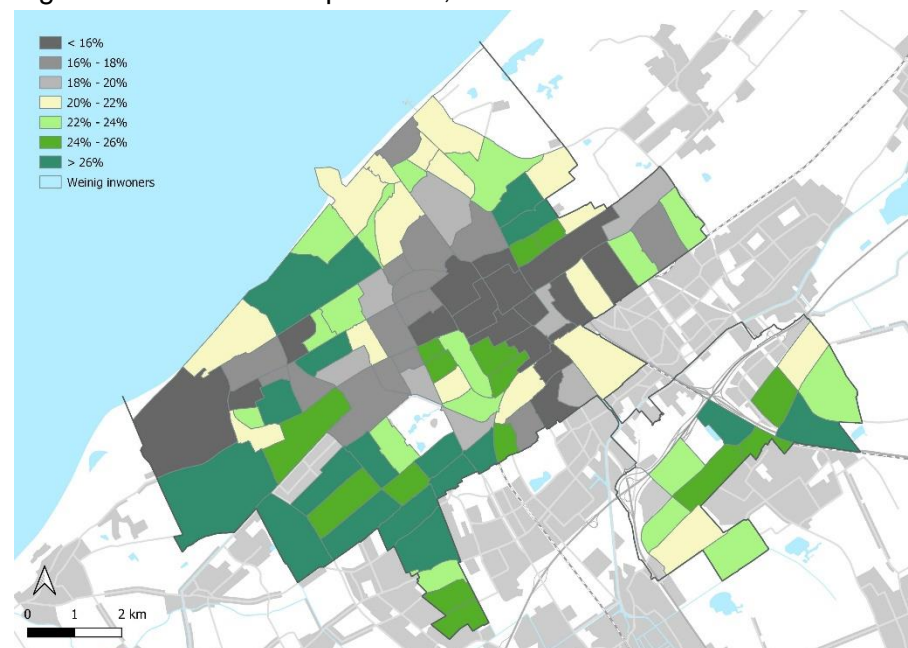 < 16%
16% - 18%
18% - 20%
20% - 22%
22% - 24%
24% - 26%
> 26%
Weinig inwoners
0 1 2 km